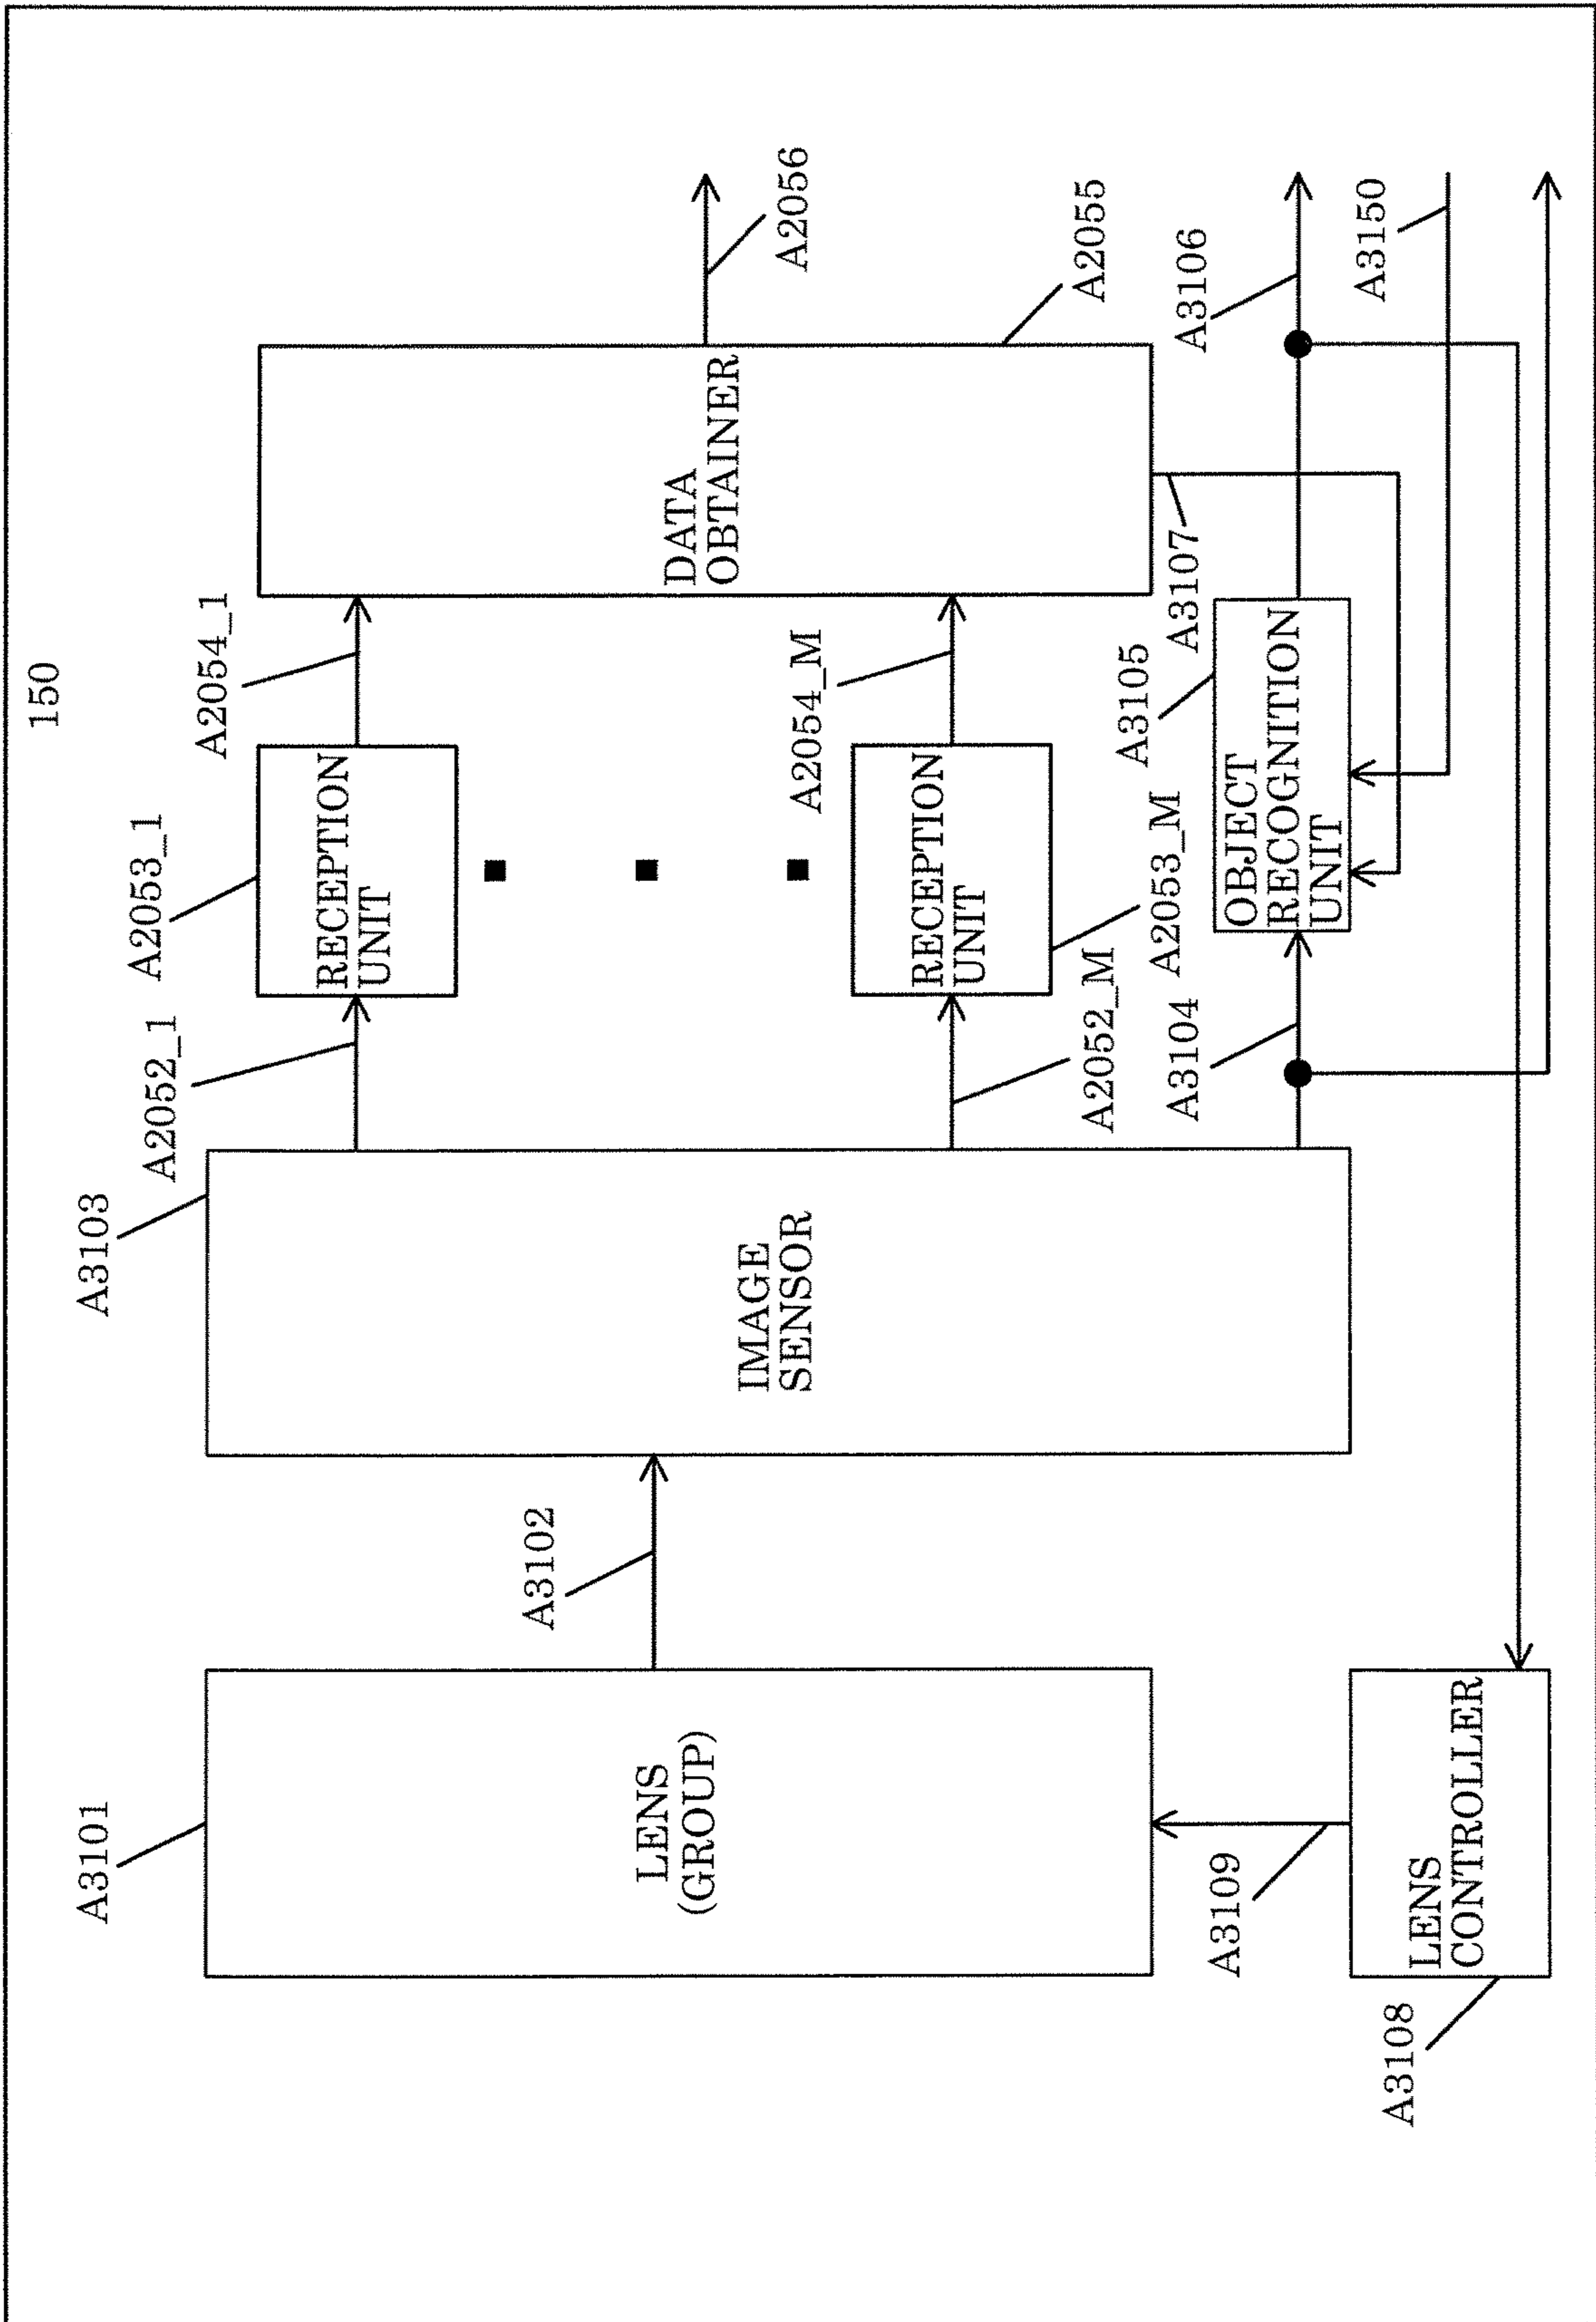 150
A3101
LENS
(GROUP)
A3102
A3103
IMAGE
SENSOR
A2052_1
A2053_1
RECEPTION
UNIT
A2054_1
A2052_M
RECEPTION
UNIT
A2053_M
A2054_M
DATA
OBTAINER
A2056
A2055
A3104
OBJECT
RECOGNITION
UNIT
A3105
A3107
A3106
A3150
A3109
LENS
CONTROLLER
A3108